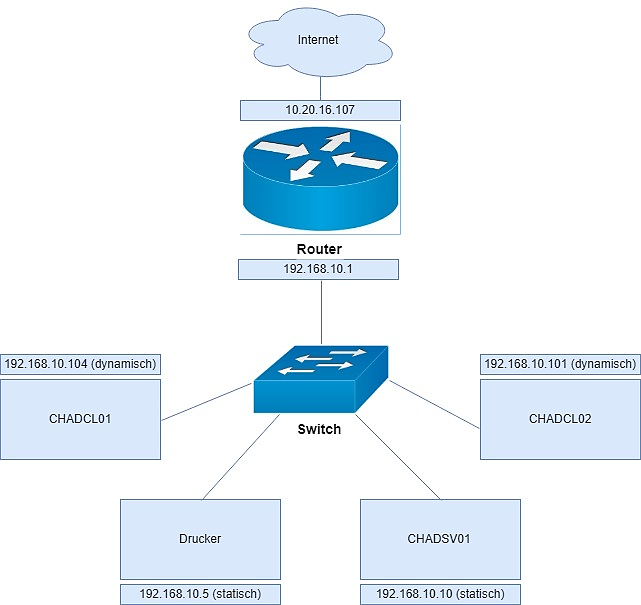 Internet
10.20.16.107
Router
192.168.10.1
192.168.10.104 (dynamisch)
192.168.10.101 (dynamisch)
CHADCL01
CHADCL02
Switch
Drucker
CHADSV01
192.168.10.5 (statisch)
192.168.10.10 (statisch)